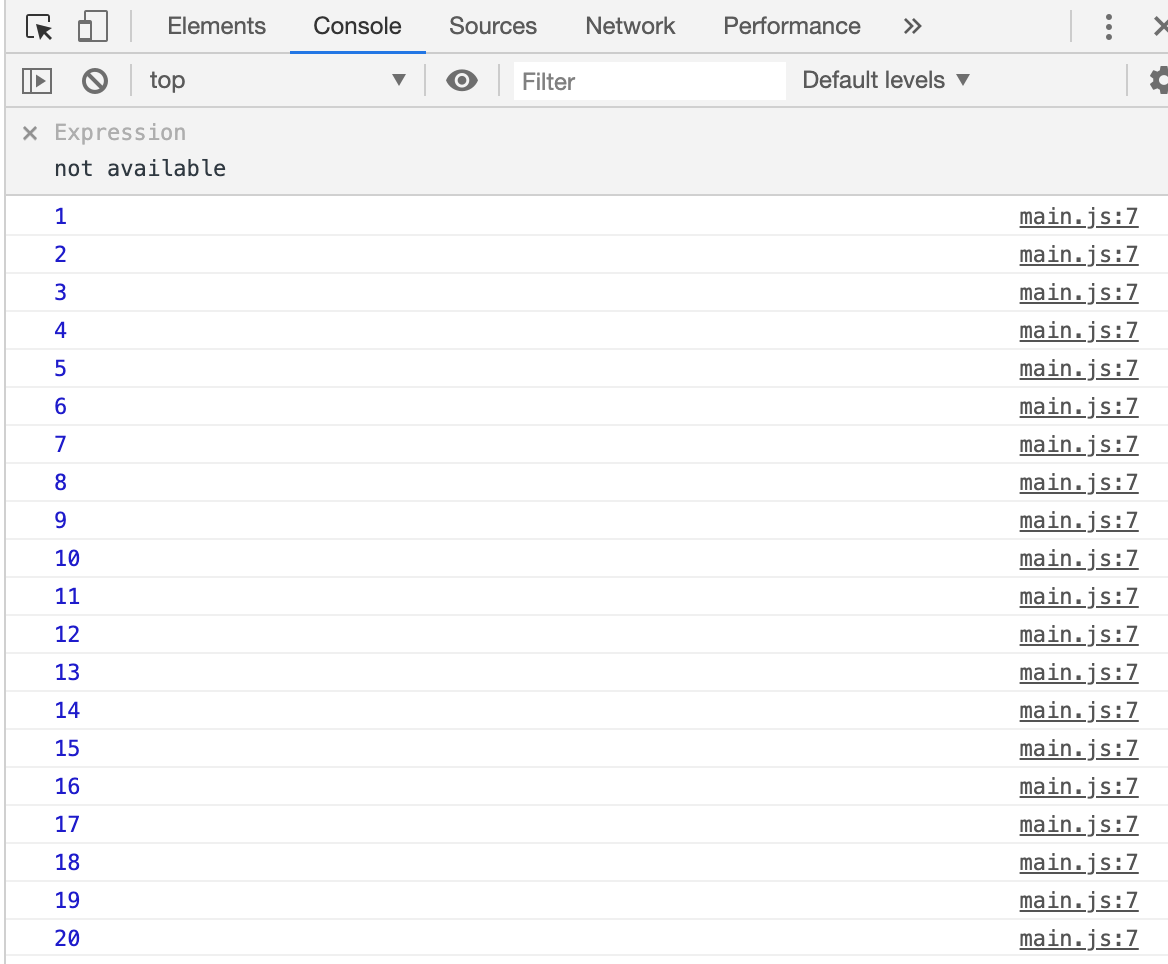 Elements Console Sources Network Performance »
top ▼ Filter Default levels ▼
× Expression
not available
1 main.js:7
2 main.js:7
3 main.js:7
4 main.js:7
5 main.js:7
6 main.js:7
7 main.js:7
8 main.js:7
9 main.js:7
10 main.js:7
11 main.js:7
12 main.js:7
13 main.js:7
14 main.js:7
15 main.js:7
16 main.js:7
17 main.js:7
18 main.js:7
19 main.js:7
20 main.js:7